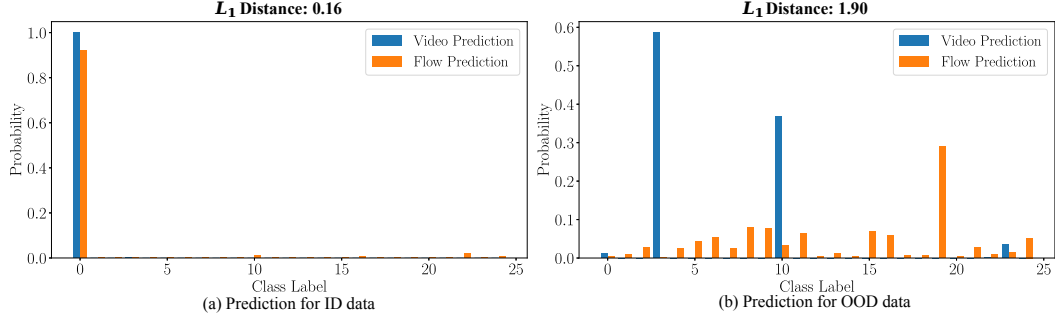 L₁ Distance: 0.16
1.0
0.8
0.6
0.4
0.2
0.0
Probability
Video Prediction
Flow Prediction
0
5
10
15
20
25
Class Label
(a) Prediction for ID data
L₁ Distance: 1.90
0.6
0.5
0.4
0.3
0.2
0.1
0.0
Probability
Video Prediction
Flow Prediction
0
5
10
15
20
25
Class Label
(b) Prediction for OOD data